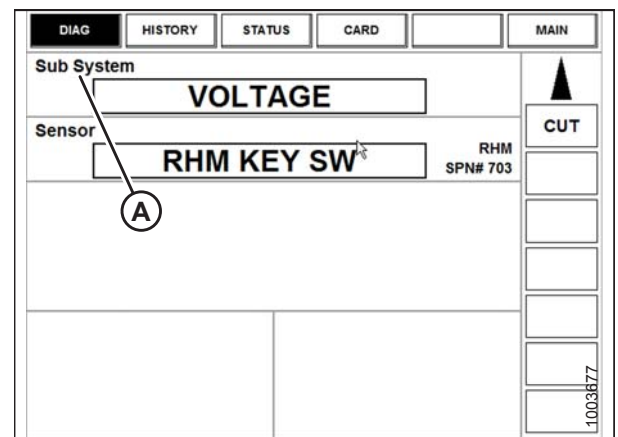 DIAG HISTORY STATUS CARD MAIN
Sub System
VOLTAGE
CUT
Sensor
RHM KEY SW
RHM
SPN# 703
A
1003677